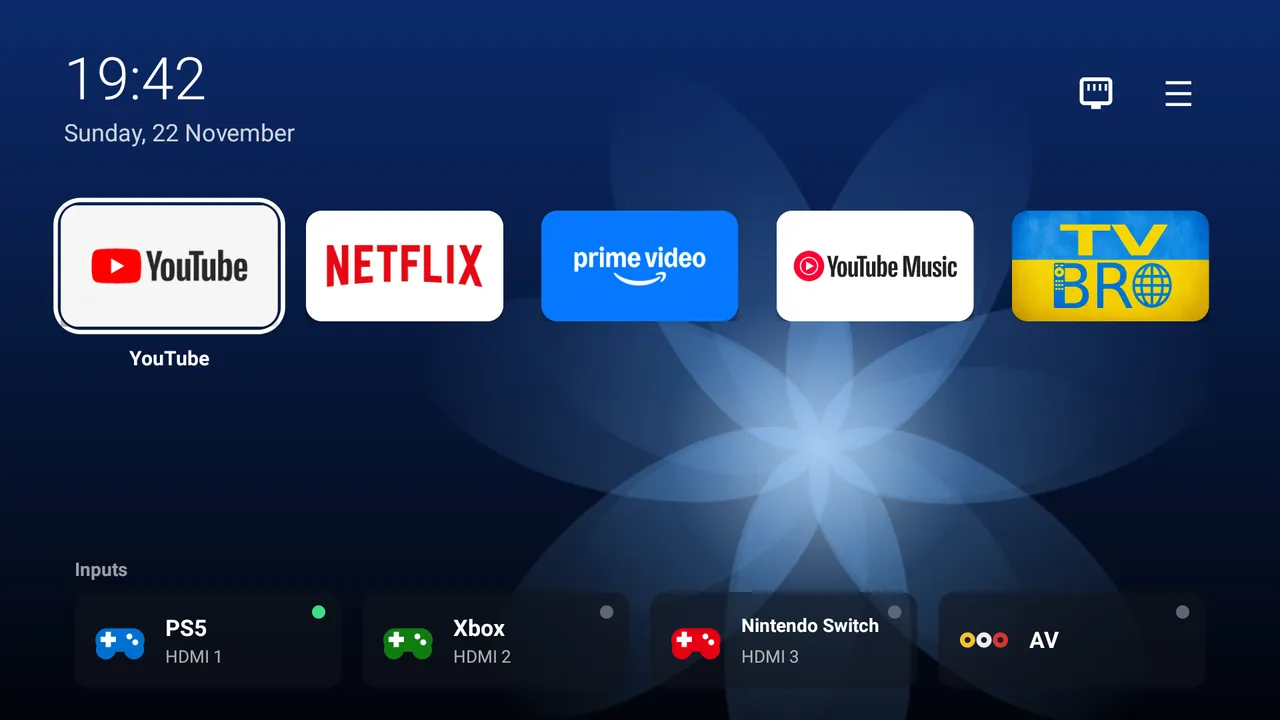 19:42
Sunday, 22 November
YouTube
NETFLIX
prime video
YouTube Music
TV
BRO
YouTube
Inputs
PS5
HDMI 1
Xbox
HDMI 2
Nintendo Switch
HDMI 3
AV